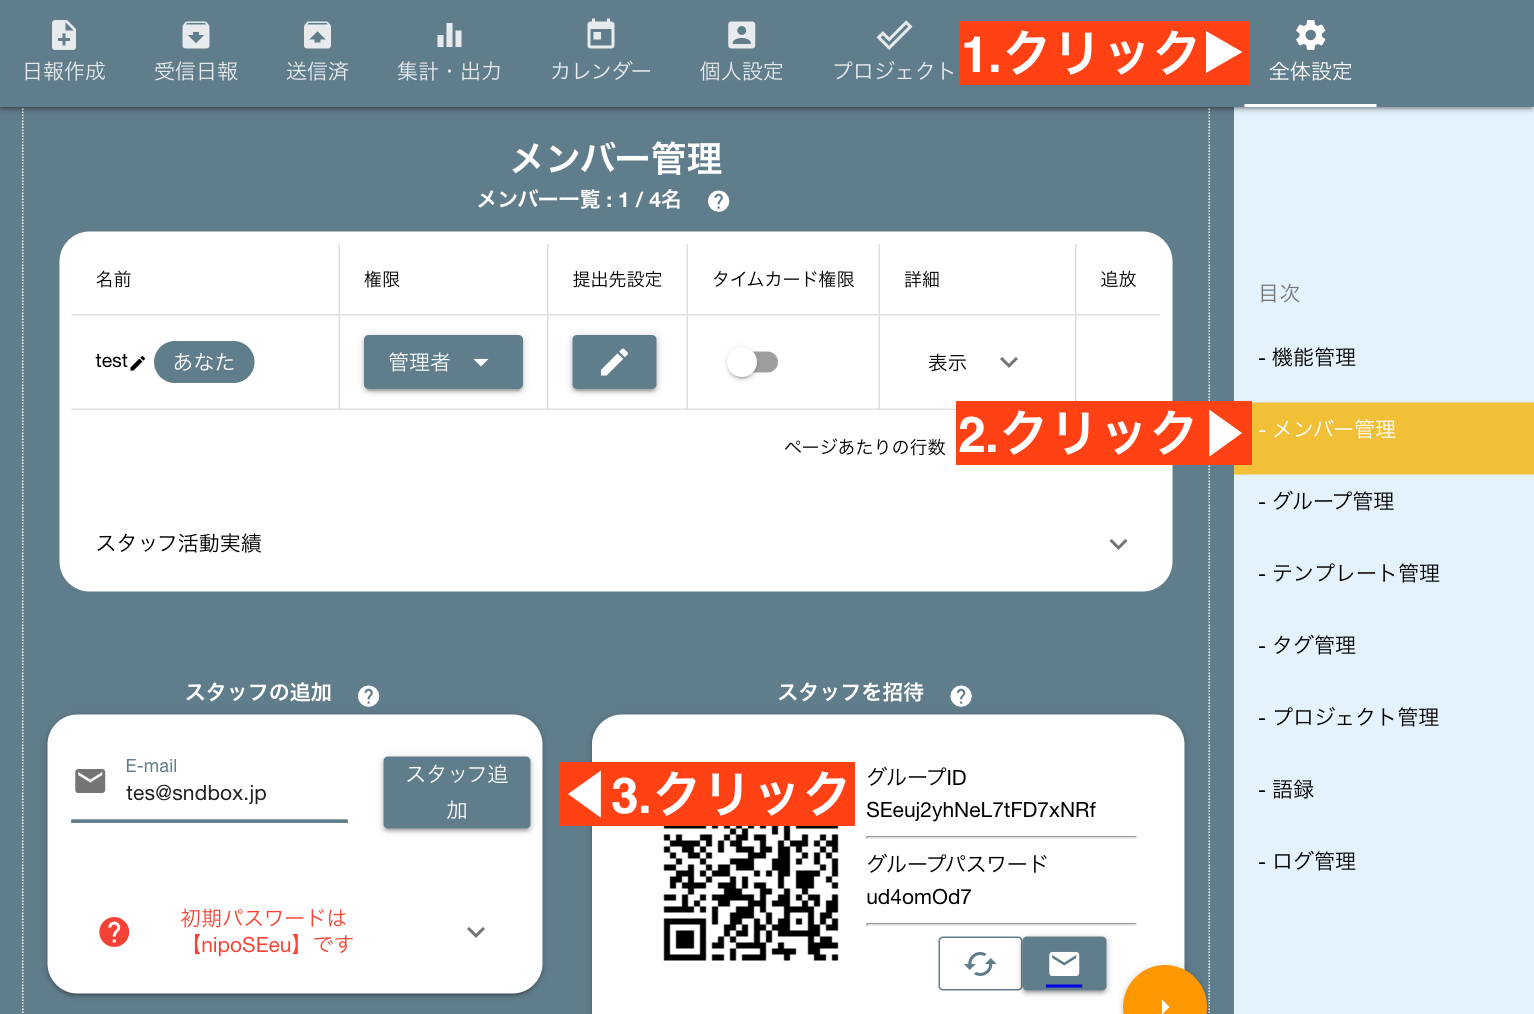 日報作成
受信日報
送信済
集計・出力
カレンダー
個人設定
プロジェクト
1.クリック▶
全体設定
メンバー管理
メンバー一覧 : 1 / 4名 ?
名前 権限 提出先設定 タイムカード権限 詳細 追放
test あなた 管理者 表示
ページあたりの行数
スタッフ活動実績
目次
- 機能管理
2.クリック▶
- メンバー管理
- グループ管理
- テンプレート管理
- タグ管理
- プロジェクト管理
- 語録
- ログ管理
スタッフの追加 ?
E-mail
tes@sndbox.jp
スタッフ追
加
◀3.クリック
? 初期パスワードは
【nipoSEeu】です
スタッフを招待 ?
グループID
SEeuj2yhNeL7tFD7xNRf
グループパスワード
ud4omOd7